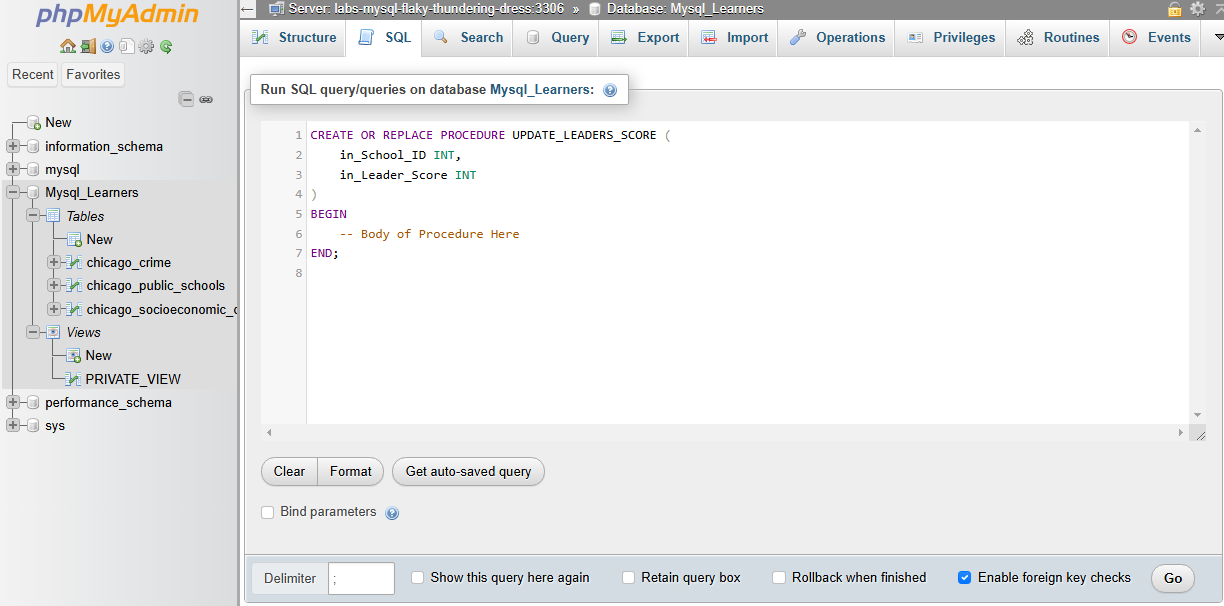 phpMyAdmin
Recent Favorites
New
information_schema
mysql
Mysql_Learners
Tables
New
chicago_crime
chicago_public_schools
chicago_socioeconomic_
Views
New
PRIVATE_VIEW
performance_schema
sys
Server: labs-mysql-flaky-thundering-dress:3306 » Database: Mysql_Learners
Structure SQL Search Query Export Import Operations Privileges Routines Events
Run SQL query/queries on database Mysql_Learners:
1 CREATE OR REPLACE PROCEDURE UPDATE_LEADERS_SCORE (
2 in_School_ID INT,
3 in_Leader_Score INT
4 )
5 BEGIN
6 -- Body of Procedure Here
7 END;
8
Clear Format Get auto-saved query
Bind parameters
Delimiter ; Show this query here again Retain query box Rollback when finished Enable foreign key checks Go